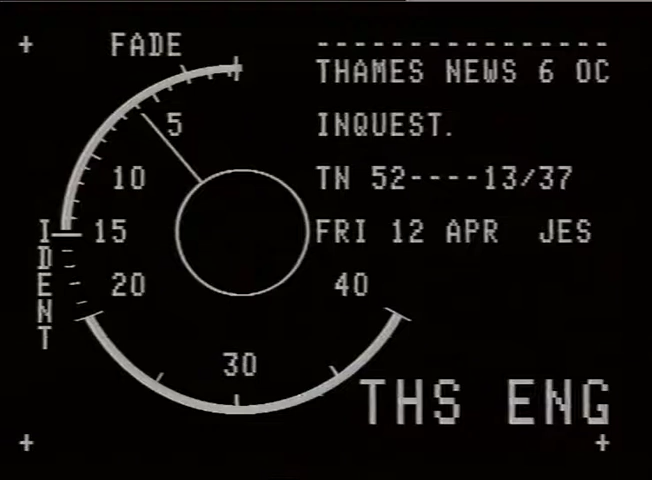 FADE
----------------
THAMES NEWS 6 OC
INQUEST.
5
10
TN 52----13/37
15
FRI 12 APR JES
IDENT
20
40
30
THS ENG